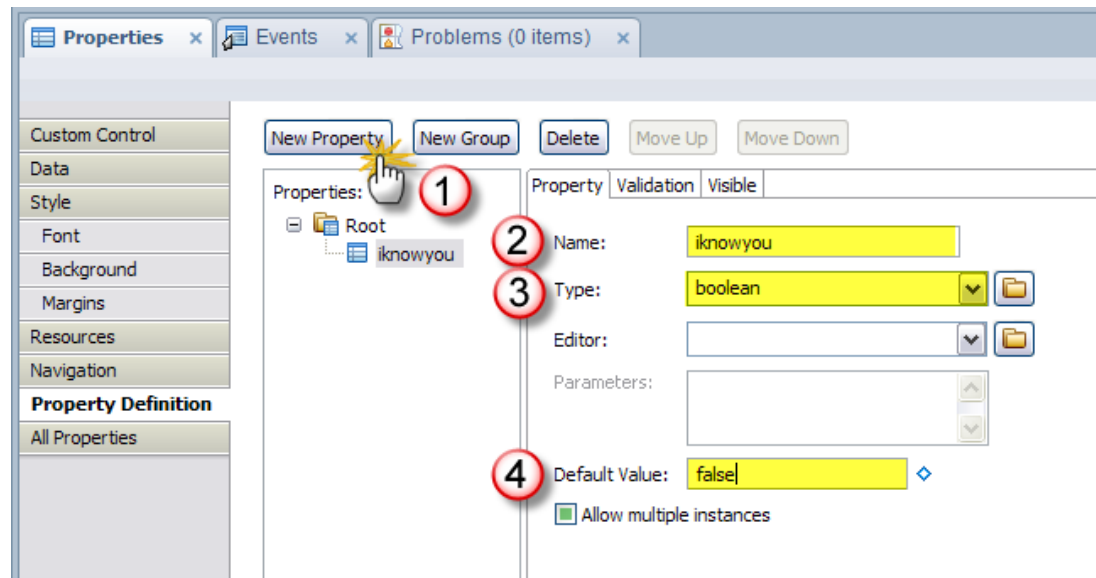 Properties x Events x Problems (0 items) x
Custom Control
Data
Style
Font
Background
Margins
Resources
Navigation
Property Definition
All Properties
New Property New Group Delete Move Up Move Down
Properties:
1
Root
iknowyou
Property Validation Visible
2 Name: iknowyou
3 Type: boolean
Editor:
Parameters:
4 Default Value: false
Allow multiple instances